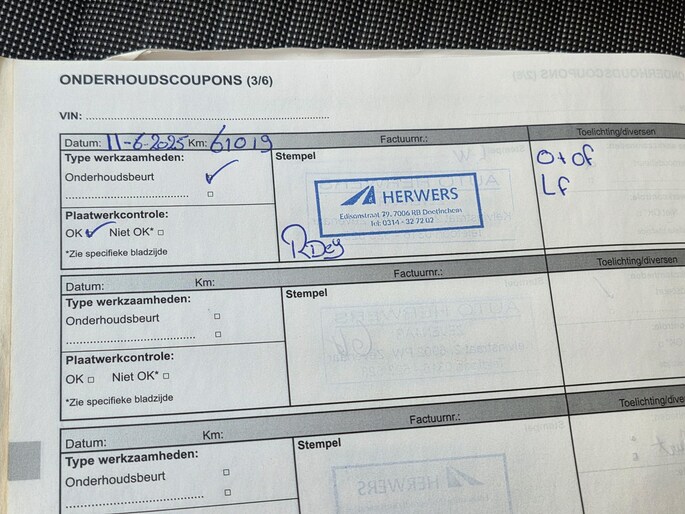 ONDERHOUDSCOUPONS (3/6)
VIN:
Datum: 11-6-2025 Km: 61019 Factuurnr.: Toelichting/diversen
Type werkzaamheden:
Onderhoudsbeurt
Stempel
HERWERS
Edisonstraat 79, 7006 RB Doetinchem
tel: 0314 - 32 72 02
O+of
Lf
Plaatwerkcontrole:
OK Niet OK*
*Zie specifieke bladzijde
Datum: Km: Factuurnr.: Toelichting/diversen
Type werkzaamheden:
Onderhoudsbeurt
Stempel
Plaatwerkcontrole:
OK Niet OK*
*Zie specifieke bladzijde
Datum: Km: Factuurnr.: Toelichting/diver
Type werkzaamheden:
Onderhoudsbeurt
Stempel